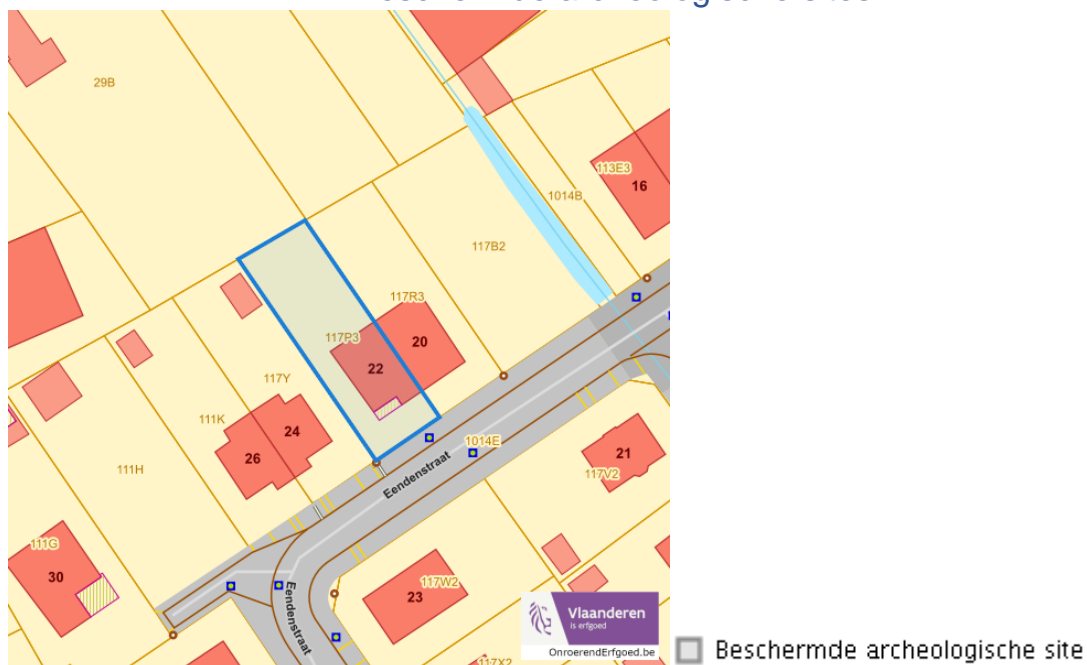 29B
113E3
16
1014B
117B2
117R3
117P3
20
22
117Y
24
111K
26
111H
1014E
Eendenstraat
21
117V2
111G
30
117W2
23
Eendenstraat
Vlaanderen
is erfgoed
OnroerendErfgoed.be
117X2
Beschermde archeologische site